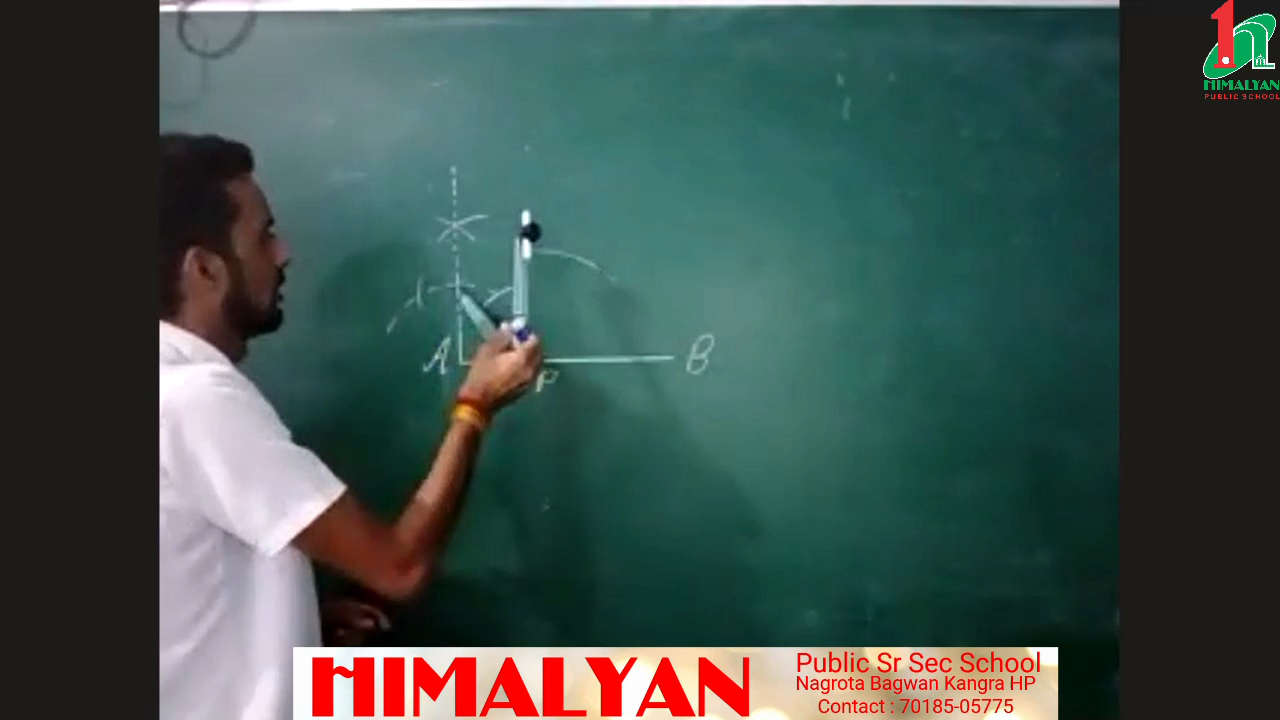 HIMALYAN
PUBLIC SCHOOL
A
B
P
HIMALYAN
Public Sr Sec School
Nagrota Bagwan Kangra HP
Contact : 70185-05775